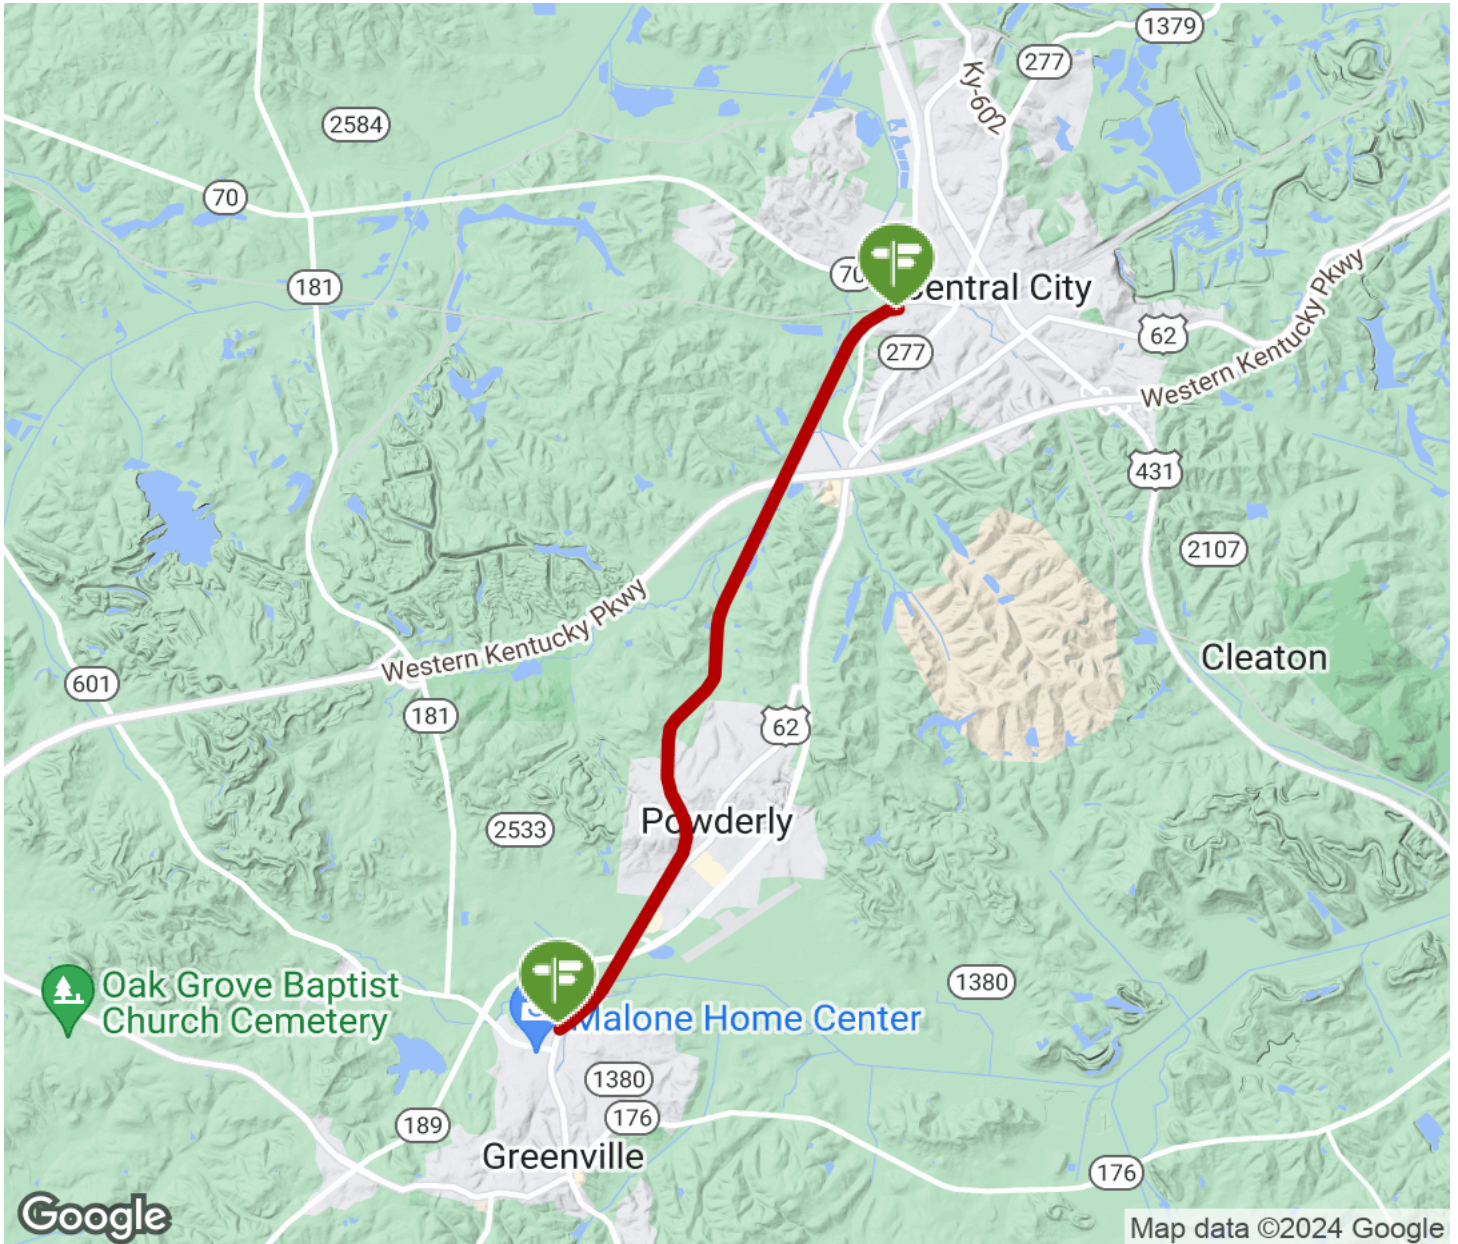 1379
277
Ky-602
2584
70
181
70
Central City
277
62
Western Kentucky Pkwy
431
2107
Western Kentucky Pkwy
Cleaton
601
181
62
Powderly
2533
Oak Grove Baptist
Church Cemetery
1380
Malone Home Center
1380
189
176
Greenville
176
Google
Map data ©2024 Google